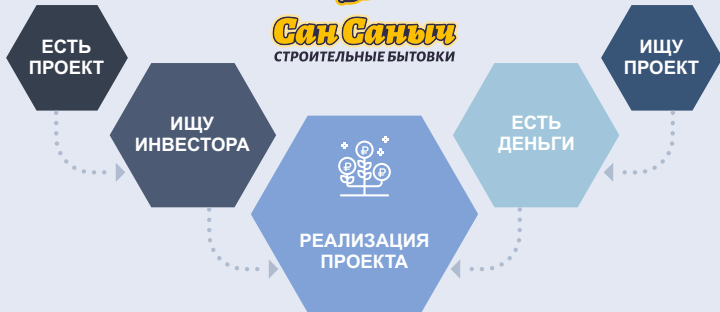 Сан Саныч
СТРОИТЕЛЬНЫЕ БЫТОВКИ
ЕСТЬ
ПРОЕКТ
ИЩУ
ИНВЕСТОРА
РЕАЛИЗАЦИЯ
ПРОЕКТА
ЕСТЬ
ДЕНЬГИ
ИЩУ
ПРОЕКТ